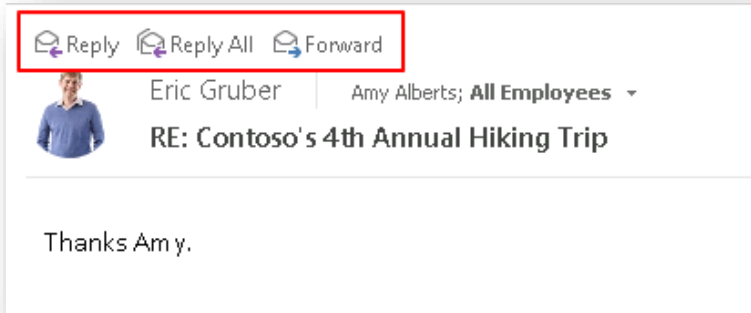 Reply Reply All Forward
Eric Gruber Amy Alberts; All Employees
RE: Contoso's 4th Annual Hiking Trip
Thanks Amy.